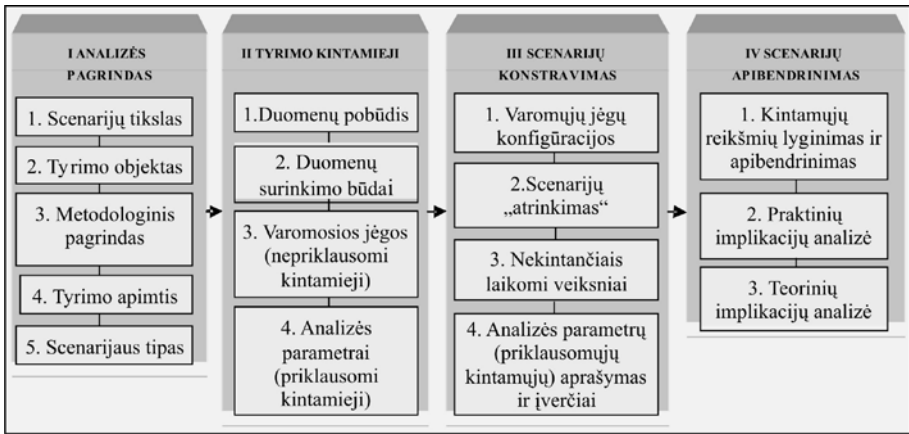 I ANALIZĖS
PAGRINDAS
1. Scenarijų tikslas
2. Tyrimo objektas
3. Metodologinis
pagrindas
4. Tyrimo apimtis
5. Scenarijaus tipas
II TYRIMO KINTAMIEJI
1.Duomenų pobūdis
2. Duomenų
surinkimo būdai
3. Varomosios jėgos
(nepriklausomi
kintamieji)
4. Analizės
parametrai
(priklausomi
kintamieji)
III SCENARIJŲ
KONSTRAVIMAS
1. Varomųjų jėgų
konfigūracijos
2.Scenarijų
„atrinkimas“
3. Nekintančiais
laikomi veiksniai
4. Analizės parametrų
(priklausomųjų
kintamųjų) aprašymas
ir įverčiai
IV SCENARIJŲ
APIBENDRINIMAS
1. Kintamųjų
reikšmių lyginimas ir
apibendrinimas
2. Praktinių
implikacijų analizė
3. Teorinių
implikacijų analizė